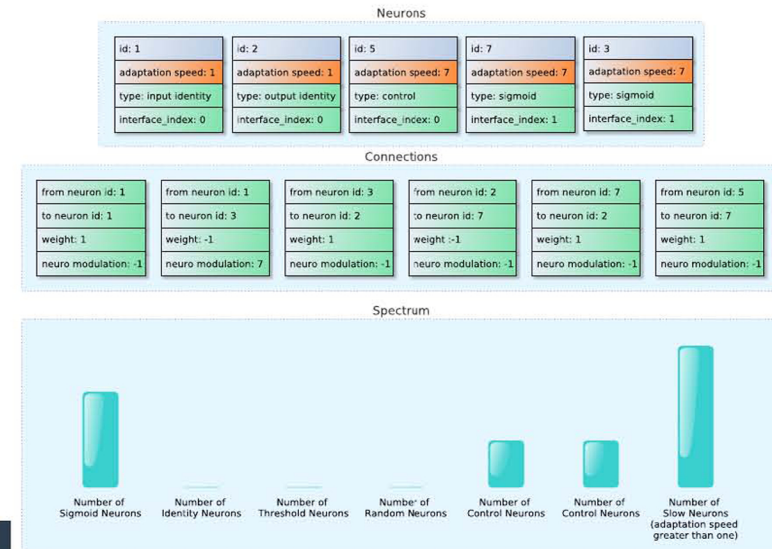 Neurons
id: 1
adaptation speed: 1
type: input identity
interface_index: 0
id: 2
adaptation speed: 1
type: output identity
interface_index: 0
id: 5
adaptation speed: 7
type: control
interface_index: 0
id: 7
adaptation speed: 7
type: sigmoid
interface_index: 1
id: 3
adaptation speed: 7
type: sigmoid
interface_index: 1
Connections
from neuron id: 1
to neuron id: 1
weight: 1
neuro modulation: -1
from neuron id: 1
to neuron id: 3
weight: -1
neuro modulation: 7
from neuron id: 3
to neuron id: 2
weight: 1
neuro modulation: -1
from neuron id: 2
to neuron id: 7
weight :-1
neuro modulation: -1
from neuron id: 7
to neuron id: 2
weight: 1
neuro modulation: -1
from neuron id: 5
to neuron id: 7
weight: 1
neuro modulation: -1
Spectrum
Number of
Sigmoid Neurons
Number of
Identity Neurons
Number of
Threshold Neurons
Number of
Random Neurons
Number of
Control Neurons
Number of
Control Neurons
Number of
Slow Neurons
(adaptation speed
greater than one)